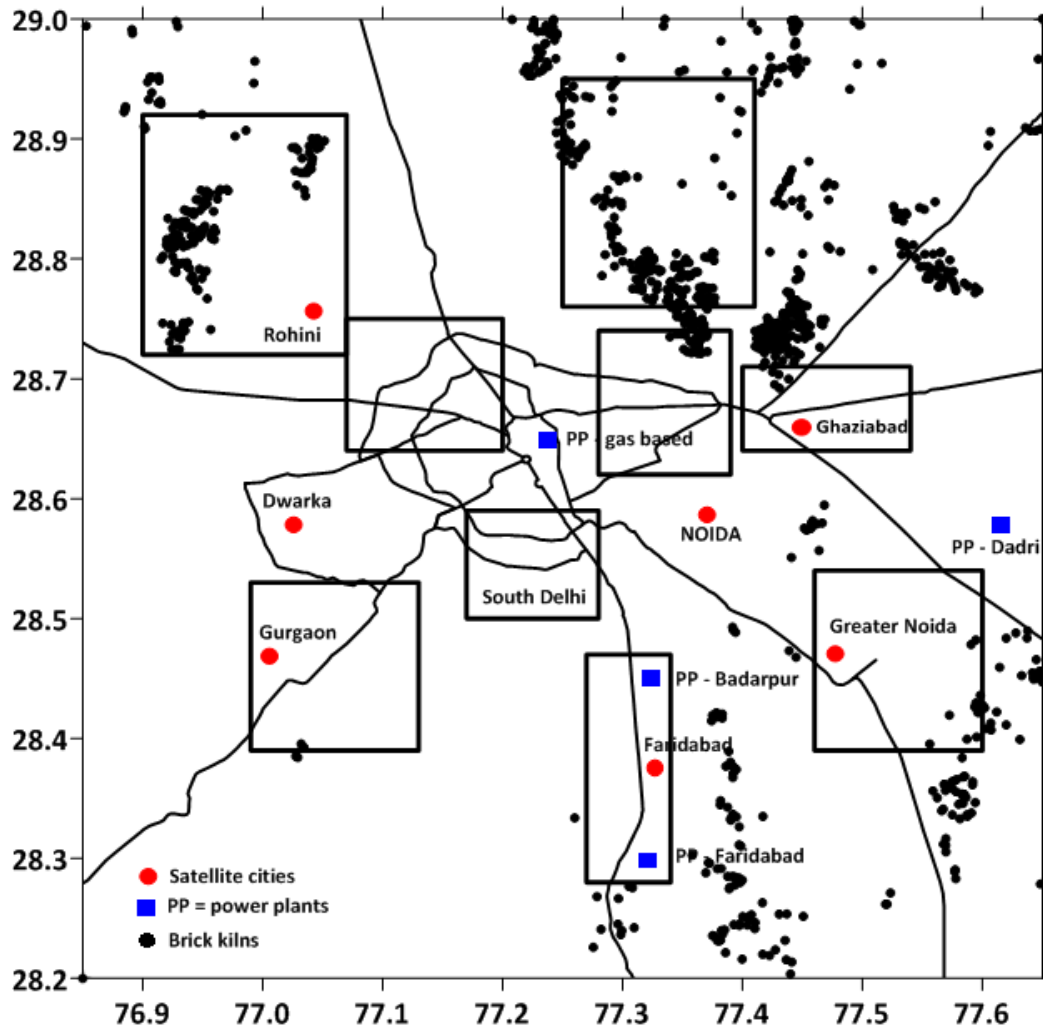 29.0
28.9
28.8
28.7
28.6
28.5
28.4
28.3
28.2
Rohini
PP - gas based
Ghaziabad
Dwarka
NOIDA
PP - Dadri
South Delhi
Gurgaon
Greater Noida
PP - Badarpur
Faridabad
PP - Faridabad
Satellite cities
PP = power plants
Brick kilns
76.9 77.0 77.1 77.2 77.3 77.4 77.5 77.6